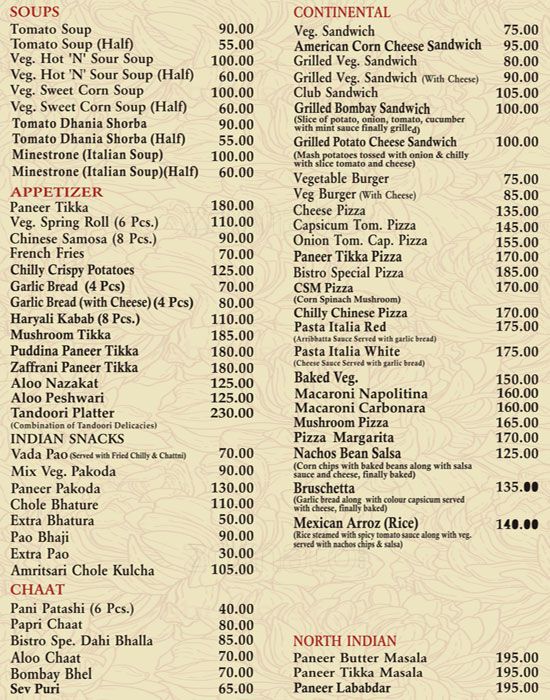 SOUPS
Tomato Soup 90.00
Tomato Soup (Half) 55.00
Veg. Hot 'N' Sour Soup 100.00
Veg. Hot 'N' Sour Soup (Half) 60.00
Veg. Sweet Corn Soup 100.00
Veg. Sweet Corn Soup (Half) 60.00
Tomato Dhania Shorba 90.00
Tomato Dhania Shorba (Half) 55.00
Minestrone (Italian Soup) 100.00
Minestrone (Italian Soup)(Half) 60.00
APPETIZER
Paneer Tikka 180.00
Veg. Spring Roll (6 Pcs.) 110.00
Chinese Samosa (8 Pcs.) 90.00
French Fries 70.00
Chilly Crispy Potatoes 125.00
Garlic Bread (4 Pcs) 70.00
Garlic Bread (with Cheese) (4 Pcs) 80.00
Haryali Kabab (8 Pcs.) 110.00
Mushroom Tikka 185.00
Puddina Paneer Tikka 180.00
Zaffrani Paneer Tikka 180.00
Aloo Nazakat 125.00
Aloo Peshwari 125.00
Tandoori Platter 230.00
(Combination of Tandoori Delicacies)
INDIAN SNACKS
Vada Pao (Served with Fried Chilly & Chattni) 70.00
Mix Veg. Pakoda 90.00
Paneer Pakoda 130.00
Chole Bhature 110.00
Extra Bhatura 50.00
Pao Bhaji 90.00
Extra Pao 30.00
Amritsari Chole Kulcha 105.00
CHAAT
Pani Patashi (6 Pcs.) 40.00
Papri Chaat 80.00
Bistro Spe. Dahi Bhalla 85.00
Aloo Chaat 70.00
Bombay Bhel 70.00
Sev Puri 65.00
CONTINENTAL
Veg. Sandwich 75.00
American Corn Cheese Sandwich 95.00
Grilled Veg. Sandwich 80.00
Grilled Veg. Sandwich (With Cheese) 90.00
Club Sandwich 105.00
Grilled Bombay Sandwich 100.00
(Slice of potato, onion, tomato, cucumber
with mint sauce finally grilled)
Grilled Potato Cheese Sandwich 100.00
(Mash potatoes tossed with onion & chilly
with slice tomato and cheese)
Vegetable Burger 75.00
Veg Burger (With Cheese) 85.00
Cheese Pizza 135.00
Capsicum Tom. Pizza 145.00
Onion Tom. Cap. Pizza 155.00
Paneer Tikka Pizza 170.00
Bistro Special Pizza 185.00
CSM Pizza 170.00
(Corn Spinach Mushroom)
Chilly Chinese Pizza 170.00
Pasta Italia Red 175.00
(Arribbatta Sauce Served with garlic bread)
Pasta Italia White 175.00
(Cheese Sauce Served with garlic bread)
Baked Veg. 150.00
Macaroni Napolitina 160.00
Macaroni Carbonara 160.00
Mushroom Pizza 165.00
Pizza Margarita 170.00
Nachos Bean Salsa 125.00
(Corn chips with baked beans along with salsa
sauce and cheese, finally baked)
Bruschetta 135.00
(Garlic bread along with colour capsicum served
with cheese, finally baked)
Mexican Arroz (Rice) 140.00
(Rice steamed with spicy tomato sauce along with veg.
served with nachos chips & salsa)
NORTH INDIAN
Paneer Butter Masala 195.00
Paneer Tikka Masala 195.00
Paneer Lababdar 195.00